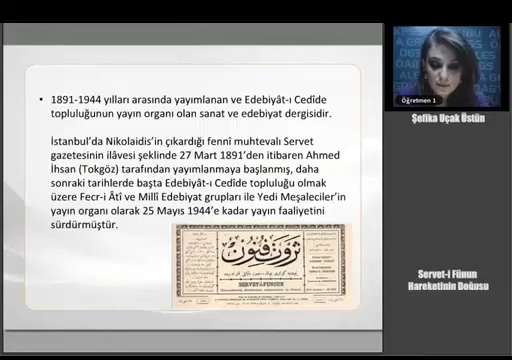 • 1891-1944 yılları arasında yayımlanan ve Edebiyât-ı Cedîde
topluluğunun yayın organı olan sanat ve edebiyat dergisidir.
İstanbul’da Nikolaidis’in çıkardığı fennî muhtevalı Servet
gazetesinin ilâvesi şeklinde 27 Mart 1891’den itibaren Ahmed
İhsan (Tokgöz) tarafından yayımlanmaya başlanmış, daha
sonraki tarihlerde başta Edebiyât-ı Cedîde topluluğu olmak
üzere Fecr-i Âtî ve Millî Edebiyat grupları ile Yedi Meşaleciler’in
yayın organı olarak 25 Mayıs 1944’e kadar yayın faaliyetini
sürdürmüştür.
ثروت فنون
SERVET-I-FUNOUN
Öğretmen 1
Şefika Uçak Üstün
Servet-i Fünun
Hareketinin Doğusu